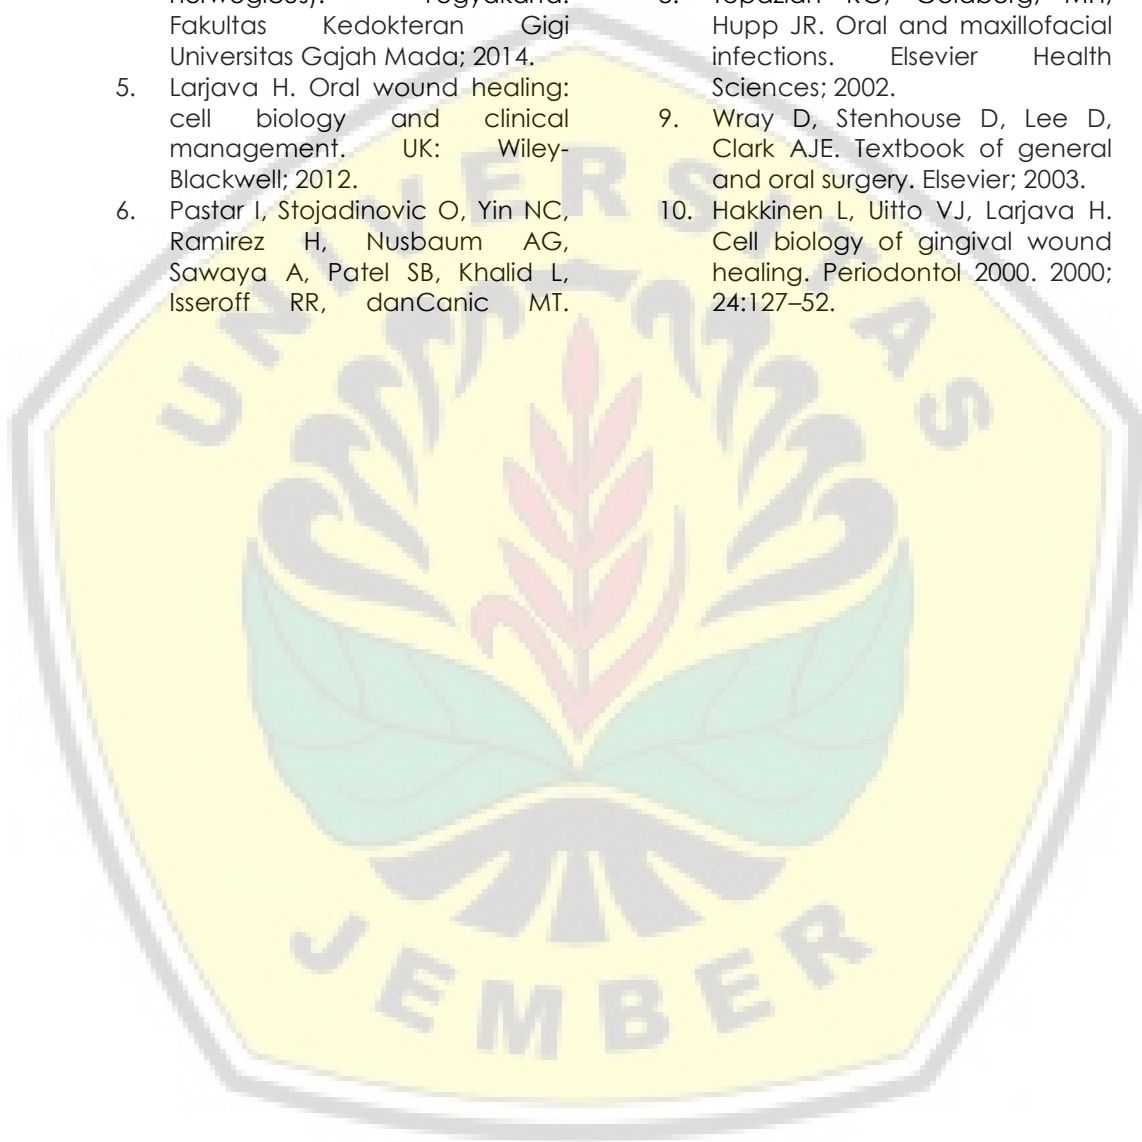 Fakultas Kedokteran Gigi
Universitas Gajah Mada; 2014.
5. Larjava H. Oral wound healing:
cell biology and clinical
management. UK: Wiley-
Blackwell; 2012.
6. Pastar I, Stojadinovic O, Yin NC,
Ramirez H, Nusbaum AG,
Sawaya A, Patel SB, Khalid L,
Isseroff RR, danCanic MT.
Hupp JR. Oral and maxillofacial
infections. Elsevier Health
Sciences; 2002.
9. Wray D, Stenhouse D, Lee D,
Clark AJE. Textbook of general
and oral surgery. Elsevier; 2003.
10. Hakkinen L, Uitto VJ, Larjava H.
Cell biology of gingival wound
healing. Periodontol 2000. 2000;
24:127–52.
UNIVERSITAS
JEMBER